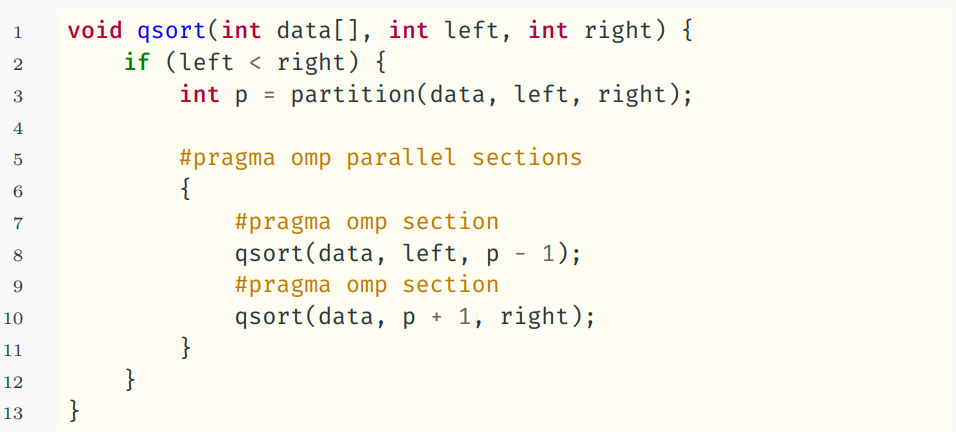 1 void qsort(int data[], int left, int right) {
2     if (left < right) {
3         int p = partition(data, left, right);
4
5         #pragma omp parallel sections
6         {
7             #pragma omp section
8             qsort(data, left, p - 1);
9             #pragma omp section
10             qsort(data, p + 1, right);
11         }
12     }
13 }